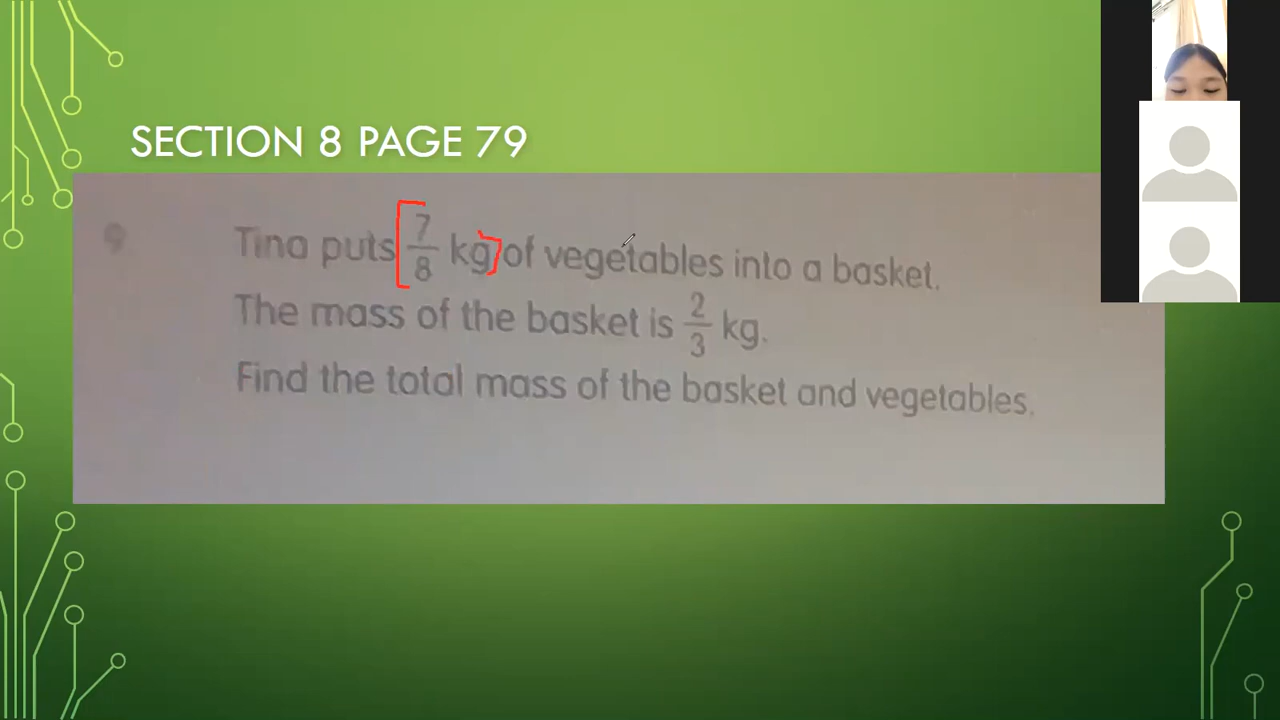 SECTION 8 PAGE 79
9 Tina puts 7/8 kg of vegetables into a basket.
The mass of the basket is 2/3 kg.
Find the total mass of the basket and vegetables.